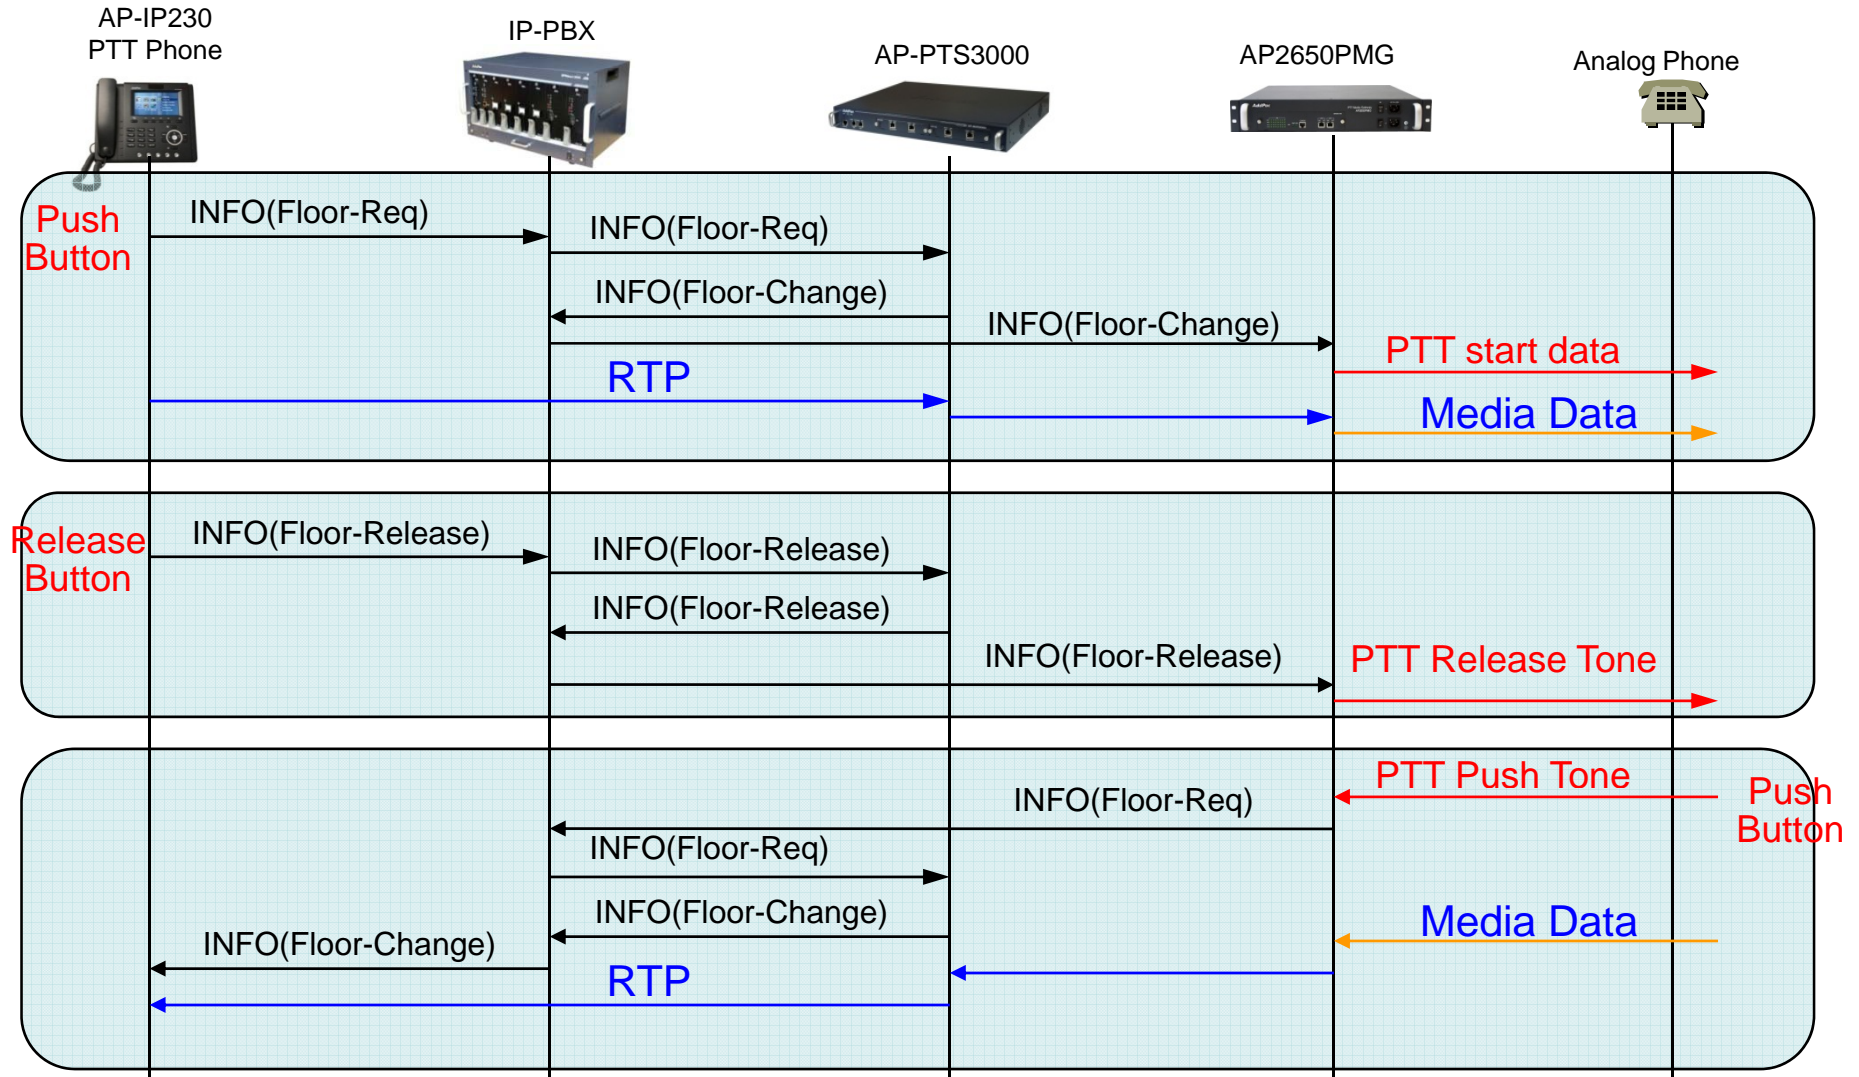 AP-IP230
PTT Phone
IP-PBX
AP-PTS3000
AP2650PMG
Analog Phone
Push
Button
INFO(Floor-Req)
INFO(Floor-Req)
INFO(Floor-Change)
INFO(Floor-Change)
PTT start data
RTP
Media Data
Release
Button
INFO(Floor-Release)
INFO(Floor-Release)
INFO(Floor-Release)
INFO(Floor-Release)
PTT Release Tone
PTT Push Tone
Push
Button
INFO(Floor-Req)
INFO(Floor-Req)
INFO(Floor-Change)
Media Data
INFO(Floor-Change)
RTP